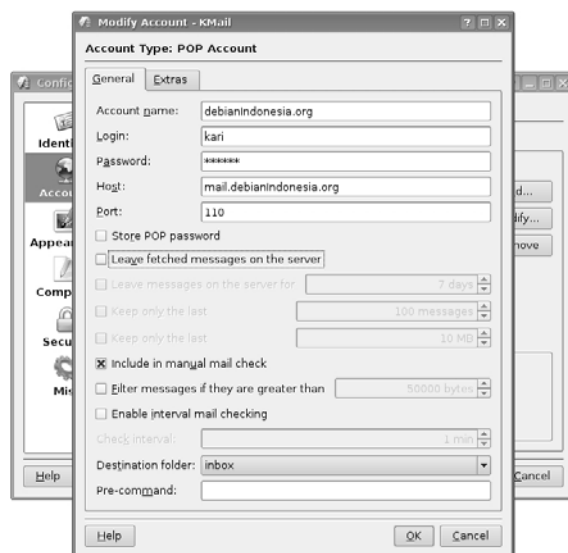 Modify Account - KMail
Account Type: POP Account
General Extras
Account name: debianIndonesia.org
Login: kari
Password: ******
Host: mail.debianIndonesia.org
Port: 110
Store POP password
Leave fetched messages on the server
Leave messages on the server for 7 days
Keep only the last 100 messages
Keep only the last 10 MB
Include in manual mail check
Filter messages if they are greater than 50000 bytes
Enable interval mail checking
Check interval: 1 min
Destination folder: inbox
Pre-command:
Help OK Cancel
Config
Identi
Accou
Appear
Comp
Secu
Mis
d...
ify...
nove
Help
Cancel